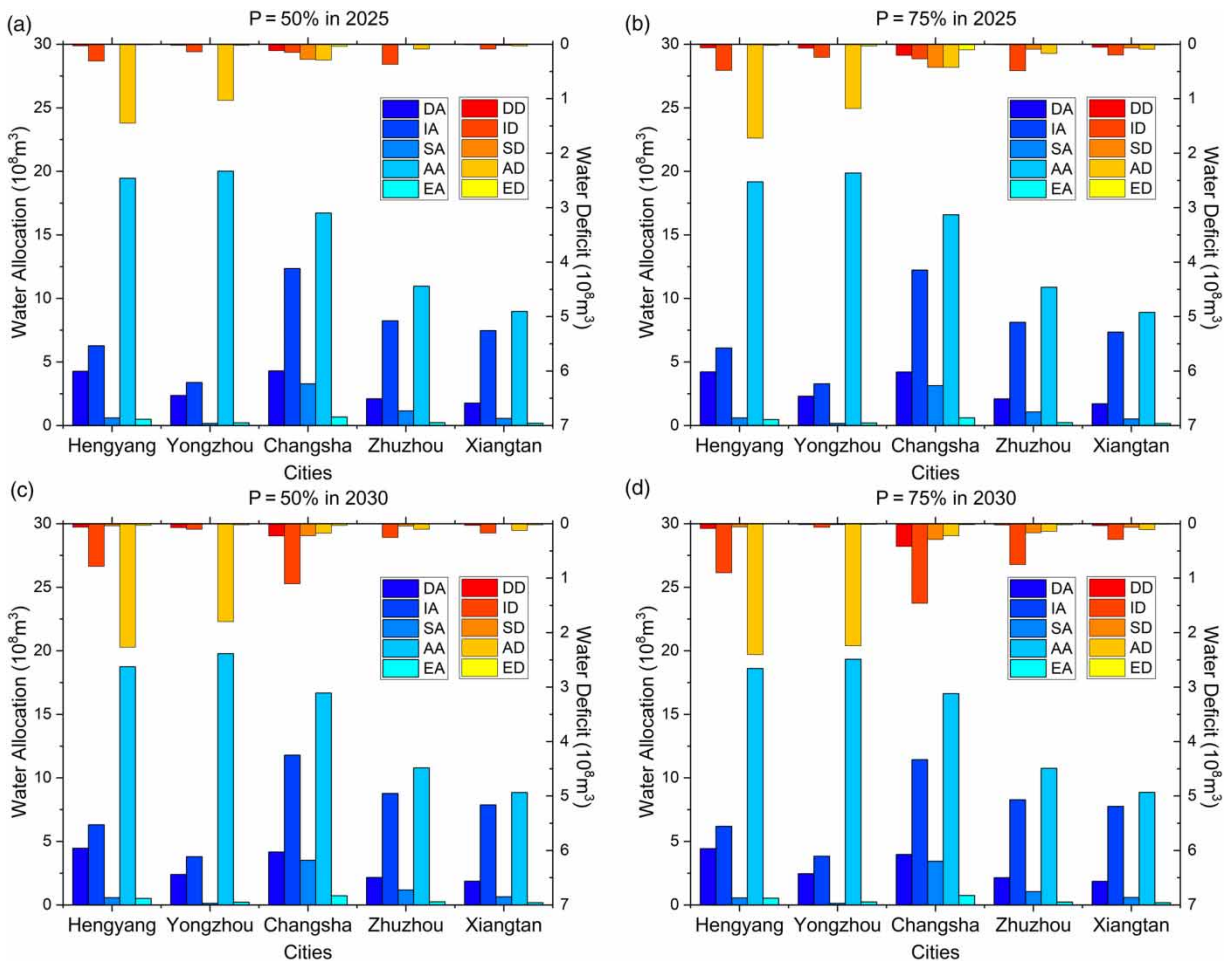 (a)
P = 50% in 2025
30
25
20
15
10
5
0
Water Allocation (10⁸m³)
0
1
2
3
4
5
6
7
Water Deficit (10⁸m³)
DA
IA
SA
AA
EA
DD
ID
SD
AD
ED
Hengyang Yongzhou Changsha Zhuzhou Xiangtan
Cities
(b)
P = 75% in 2025
30
25
20
15
10
5
0
Water Allocation (10⁸m³)
0
1
2
3
4
5
6
7
Water Deficit (10⁸m³)
DA
IA
SA
AA
EA
DD
ID
SD
AD
ED
Hengyang Yongzhou Changsha Zhuzhou Xiangtan
Cities
(c)
P = 50% in 2030
30
25
20
15
10
5
0
Water Allocation (10⁸m³)
0
1
2
3
4
5
6
7
Water Deficit (10⁸m³)
DA
IA
SA
AA
EA
DD
ID
SD
AD
ED
Hengyang Yongzhou Changsha Zhuzhou Xiangtan
Cities
(d)
P = 75% in 2030
30
25
20
15
10
5
0
Water Allocation (10⁸m³)
0
1
2
3
4
5
6
7
Water Deficit (10⁸m³)
DA
IA
SA
AA
EA
DD
ID
SD
AD
ED
Hengyang Yongzhou Changsha Zhuzhou Xiangtan
Cities